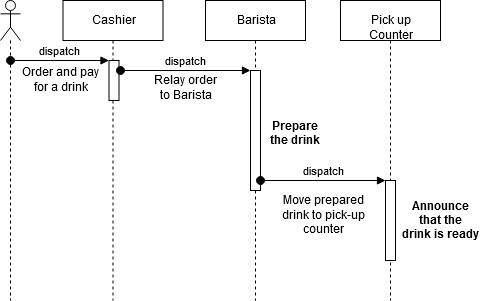 Cashier
Barista
Pick up
Counter
dispatch
Order and pay
for a drink
dispatch
Relay order
to Barista
Prepare
the drink
dispatch
Move prepared
drink to pick-up
counter
Announce
that the
drink is ready